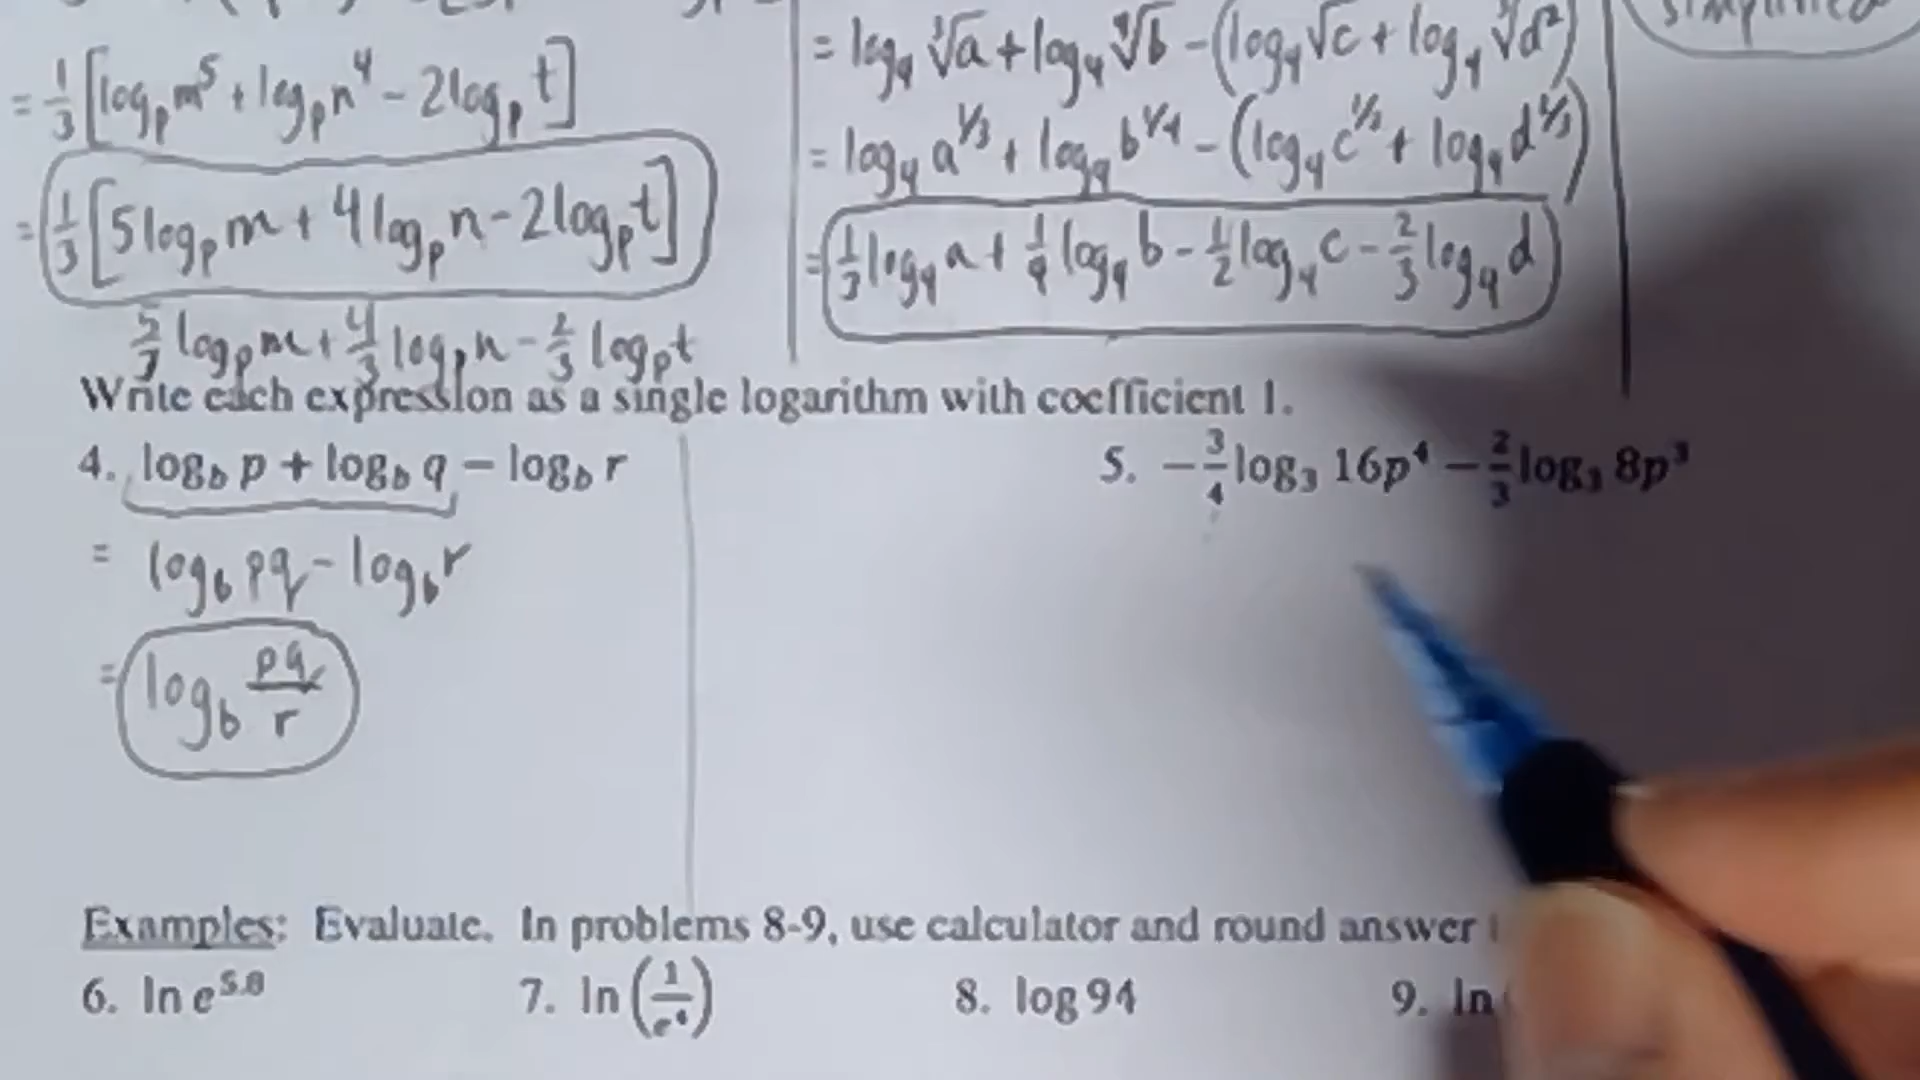 = 1/3 [log_p m^5 + log_p n^4 - 2log_p t]
= 1/3 [5log_p m + 4log_p n - 2log_p t]
5/3 log_p m + 4/3 log_p n - 2/3 log_p t
= log_4 ∛a + log_4 ∜b - (log_4 √c + log_4 ∛d²)
= log_4 a^1/3 + log_4 b^1/4 - (log_4 c^1/2 + log_4 d^2/3)
= 1/3 log_4 a + 1/4 log_4 b - 1/2 log_4 c - 2/3 log_4 d
simplified
Write each expression as a single logarithm with coefficient 1.
4. log_b p + log_b q − log_b r
= log_b pq - log_b r
= log_b pq/r
5. −3/4 log_3 16p^4 − 2/3 log_3 8p^3
Examples: Evaluate. In problems 8-9, use calculator and round answer
6. ln e^5.8
7. ln(1/e^4)
8. log 94
9. ln